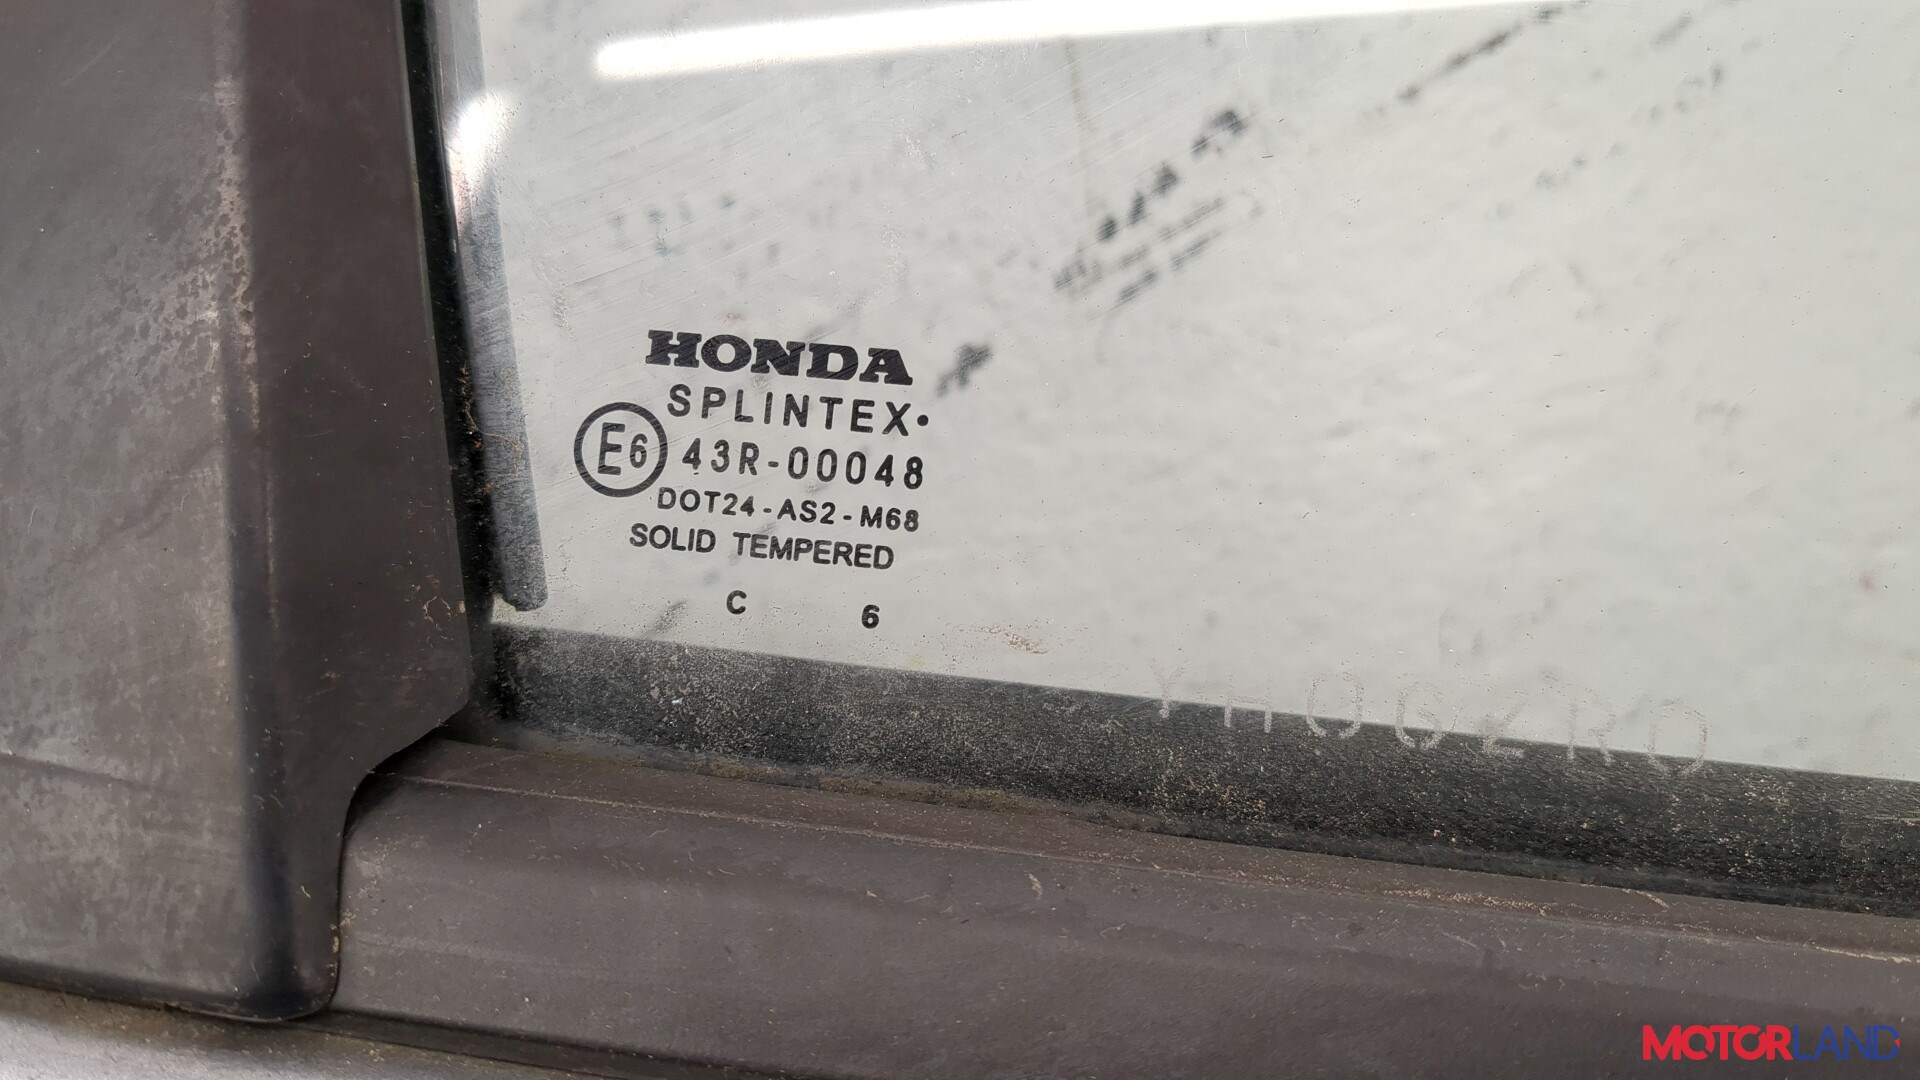 HONDA
SPLINTEX•
E6 43R-00048
DOT24-AS2-M68
SOLID TEMPERED
C 6
MOTORLAND